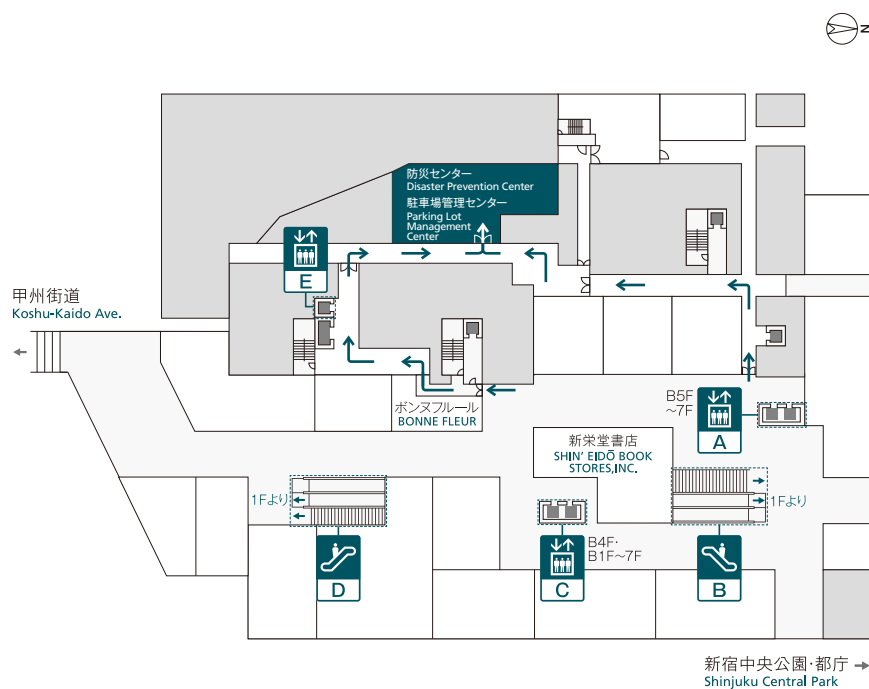 N
防災センター
Disaster Prevention Center
駐車場管理センター
Parking Lot
Management
Center
E
甲州街道
Koshu-Kaido Ave.
ボンヌフルール
BONNE FLEUR
B5F
～7F
A
新栄堂書店
SHIN' EIDŌ BOOK
STORES,INC.
1Fより
1Fより
D
B4F･
B1F～7F
C
B
新宿中央公園･都庁
Shinjuku Central Park